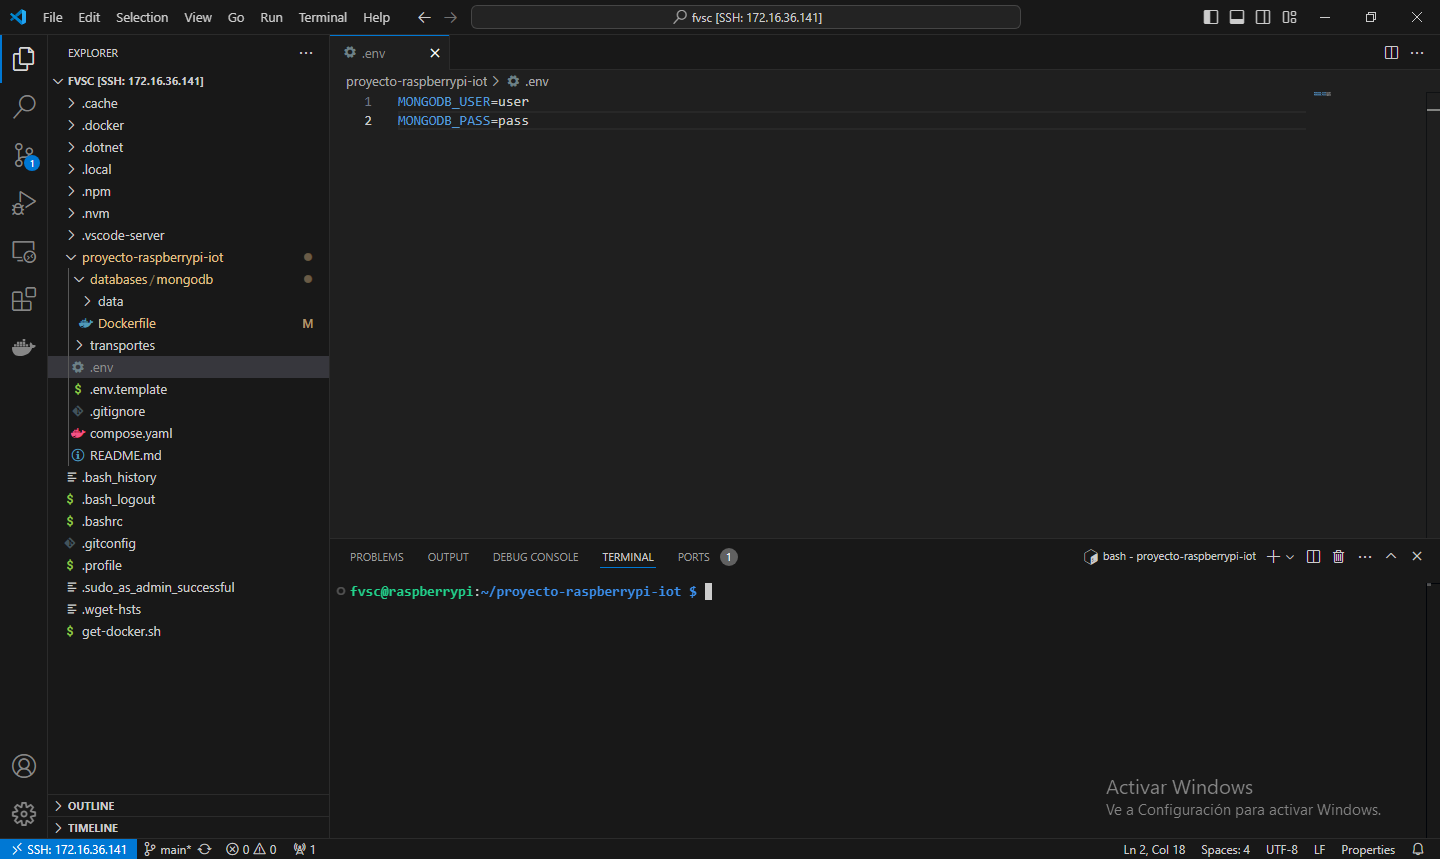 File Edit Selection View Go Run Terminal Help
fvsc [SSH: 172.16.36.141]
EXPLORER
FVSC [SSH: 172.16.36.141]
.cache
.docker
.dotnet
.local
.npm
.nvm
.vscode-server
proyecto-raspberrypi-iot
databases/mongodb
data
Dockerfile M
transportes
.env
.env.template
.gitignore
compose.yaml
README.md
.bash_history
.bash_logout
.bashrc
.gitconfig
.profile
.sudo_as_admin_successful
.wget-hsts
get-docker.sh
OUTLINE
TIMELINE
1
.env
proyecto-raspberrypi-iot > .env
1 MONGODB_USER=user
2 MONGODB_PASS=pass
PROBLEMS OUTPUT DEBUG CONSOLE TERMINAL PORTS 1
bash - proyecto-raspberrypi-iot
fvsc@raspberrypi:~/proyecto-raspberrypi-iot $
Activar Windows
Ve a Configuración para activar Windows.
SSH: 172.16.36.141 main* 0 0 1 Ln 2, Col 18 Spaces: 4 UTF-8 LF Properties